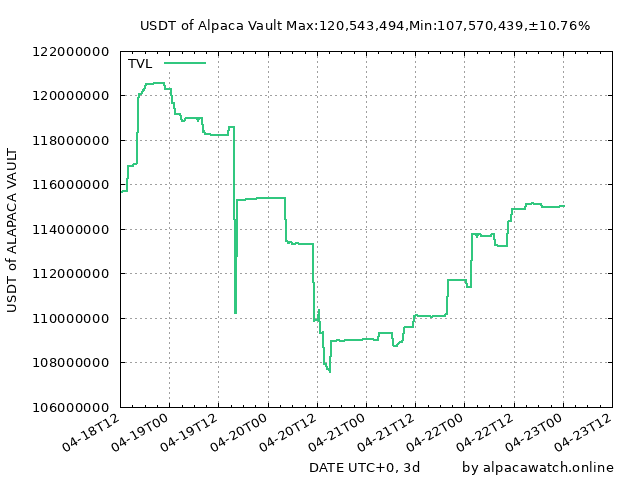 USDT of Alpaca Vault Max:120,543,494,Min:107,570,439,±10.76%
122000000
TVL
120000000
118000000
116000000
114000000
112000000
110000000
108000000
106000000
USDT of ALAPACA VAULT
04-18T12
04-19T00
04-19T12
04-20T00
04-20T12
04-21T00
04-21T12
04-22T00
04-22T12
04-23T00
04-23T12
DATE UTC+0, 3d
by alpacawatch.online